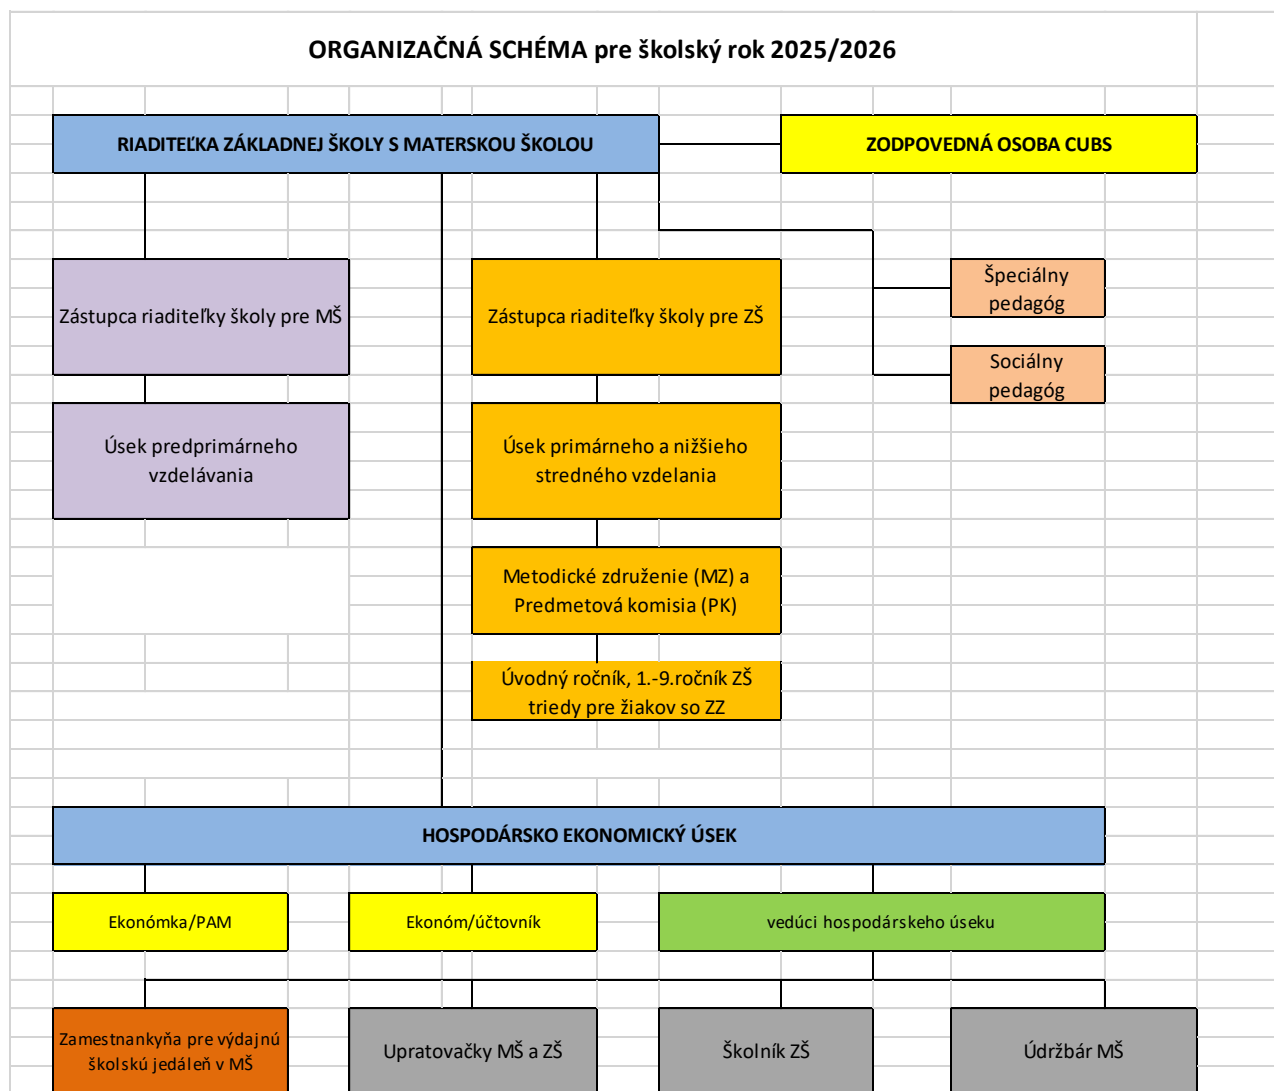 ORGANIZAČNÁ SCHÉMA pre školský rok 2025/2026
RIADITEĽKA ZÁKLADNEJ ŠKOLY S MATERSKOU ŠKOLOU
ZODPOVEDNÁ OSOBA CUBS
Zástupca riaditeľky školy pre MŠ
Zástupca riaditeľky školy pre ZŠ
Špeciálny
pedagóg
Sociálny
pedagóg
Úsek predprimárneho
vzdelávania
Úsek primárneho a nižšieho
stredného vzdelania
Metodické združenie (MZ) a
Predmetová komisia (PK)
Úvodný ročník, 1.-9.ročník ZŠ
triedy pre žiakov so ZZ
HOSPODÁRSKO EKONOMICKÝ ÚSEK
Ekonómka/PAM
Ekonóm/účtovník
vedúci hospodárskeho úseku
Zamestnankyňa pre výdajnú
školskú jedáleň v MŠ
Upratovačky MŠ a ZŠ
Školník ZŠ
Údržbár MŠ